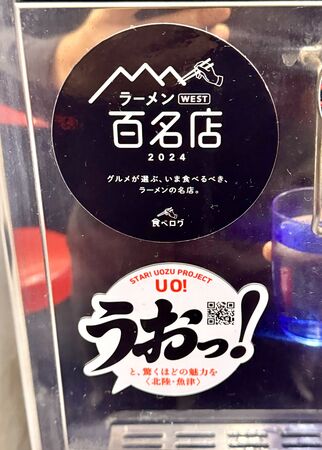 ラーメン WEST
百名店
2024
グルメが選ぶ、いま食べるべき、
ラーメンの名店。
食べログ
STAR! UOZU PROJECT
UO!
うおっ!
と、驚くほどの魅力を
〈北陸・魚津〉